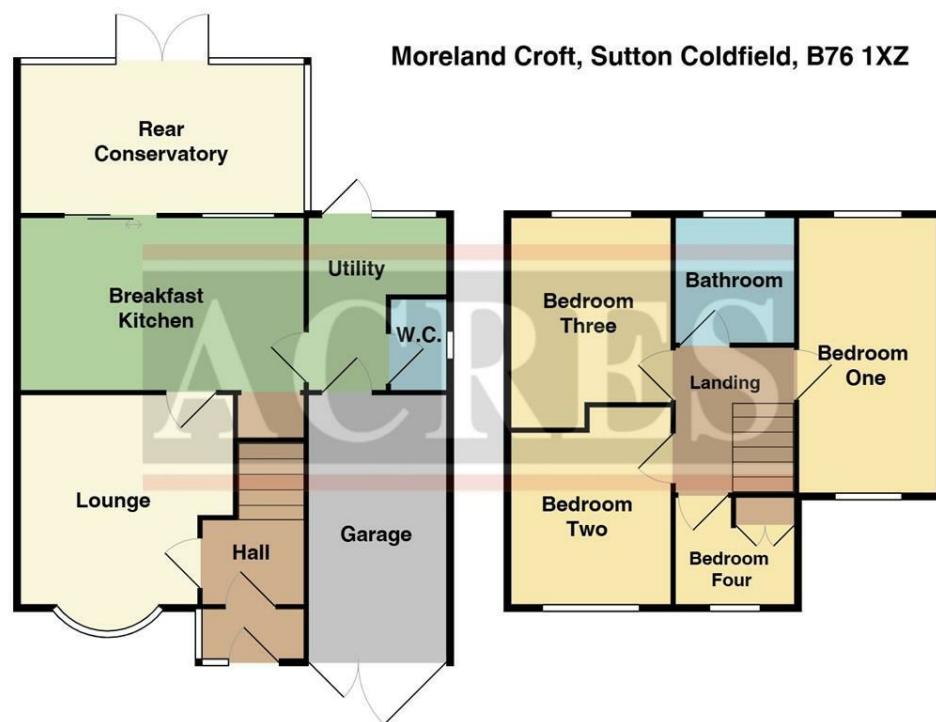 Moreland Croft, Sutton Coldfield, B76 1XZ
Rear
Conservatory
Breakfast
Kitchen
Utility
W.C.
Lounge
Hall
Garage
Bedroom
Three
Bathroom
Bedroom
One
Landing
Bedroom
Two
Bedroom
Four
ACRES